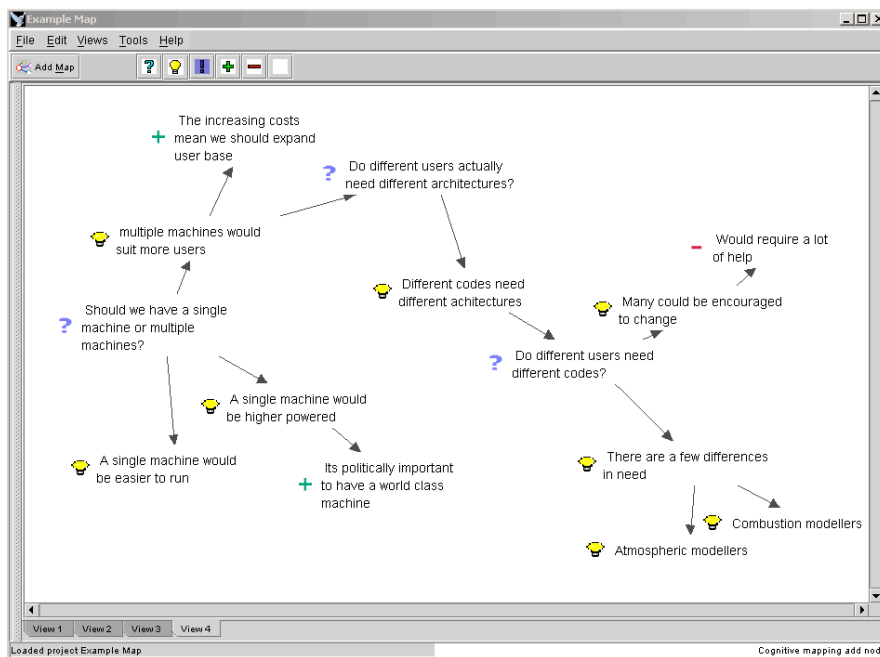 Example Map
File Edit Views Tools Help
Add Map
?
!
+
−
+ The increasing costs
mean we should expand
user base
? Do different users actually
need different architectures?
multiple machines would
suit more users
− Would require a lot
of help
Different codes need
different achitectures
Many could be encouraged
to change
Should we have a single
? machine or multiple
machines?
? Do different users need
different codes?
A single machine would
be higher powered
A single machine would
be easier to run
Its politically important
+ to have a world class
machine
There are a few differences
in need
Combustion modellers
Atmospheric modellers
View 1 View 2 View 3 View 4
Loaded project Example Map
Cognitive mapping add nod